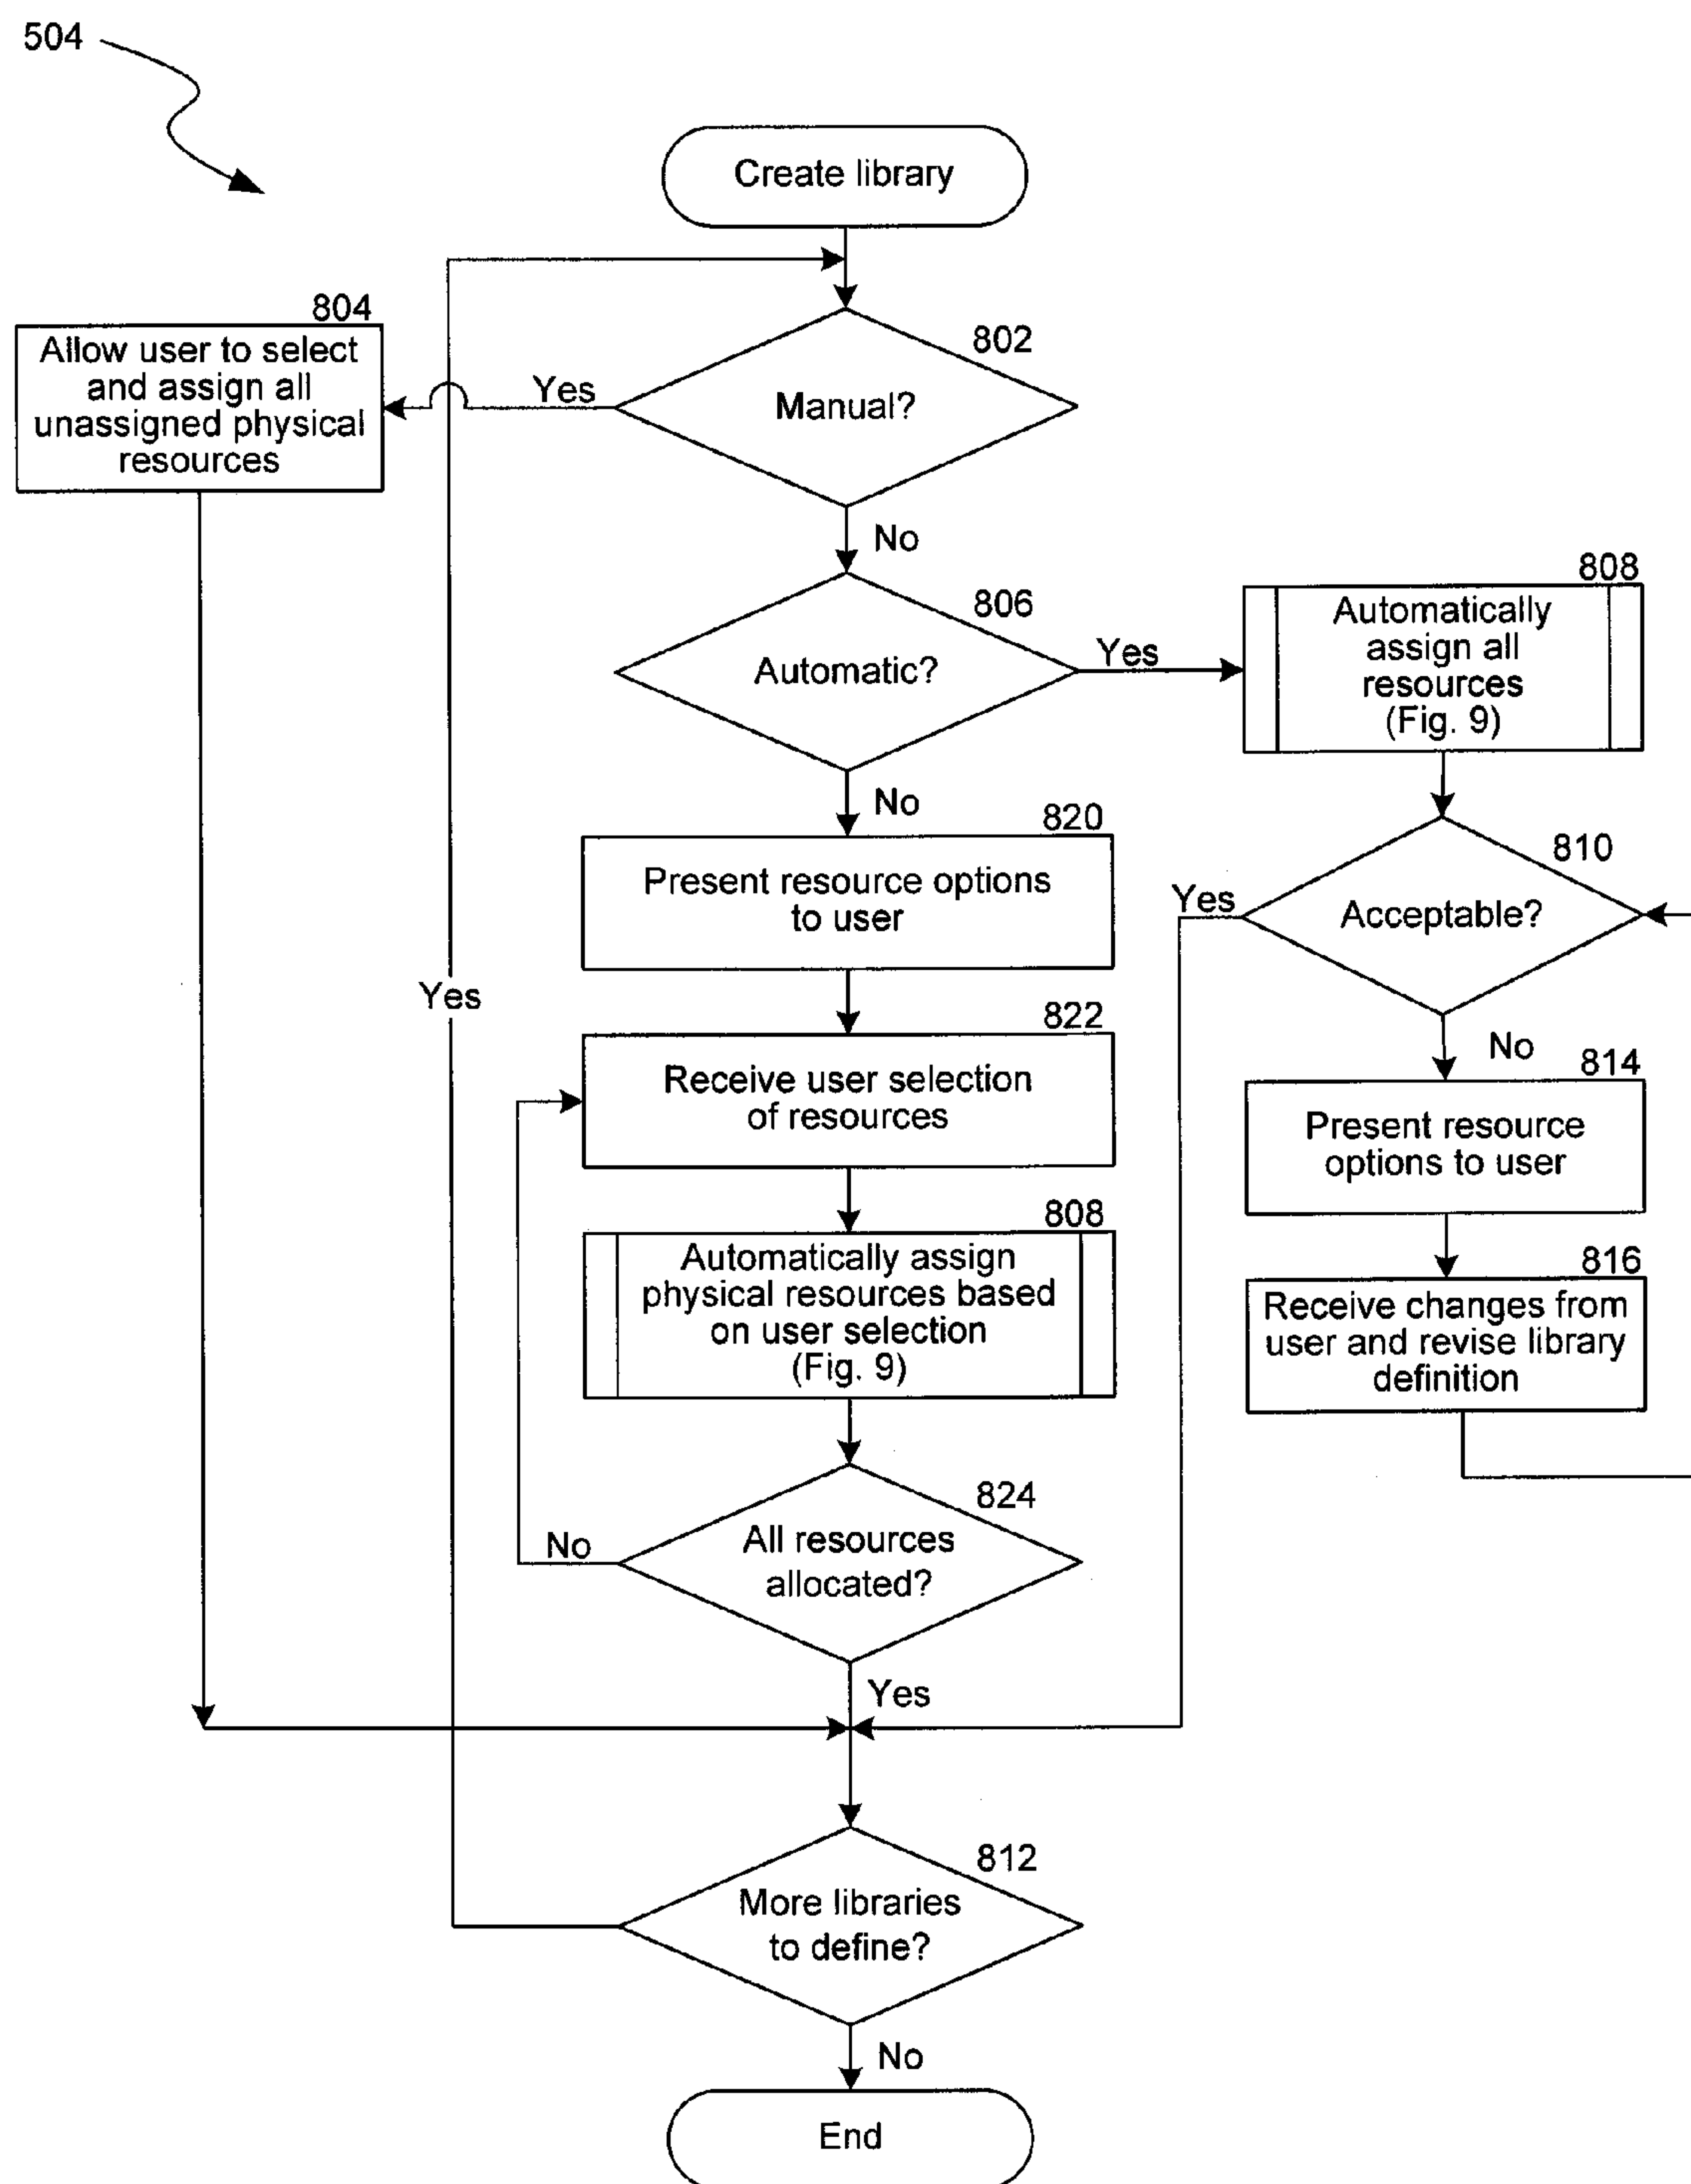 504
Create library
804
Allow user to select
and assign all
unassigned physical
resources
Yes
802
Manual?
No
806
Automatic?
Yes
808
Automatically
assign all
resources
(Fig. 9)
No
820
Present resource options
to user
810
Acceptable?
Yes
Yes
822
Receive user selection
of resources
No
814
Present resource
options to user
808
Automatically assign
physical resources based
on user selection
(Fig. 9)
816
Receive changes from
user and revise library
definition
824
All resources
allocated?
No
Yes
812
More libraries
to define?
No
End